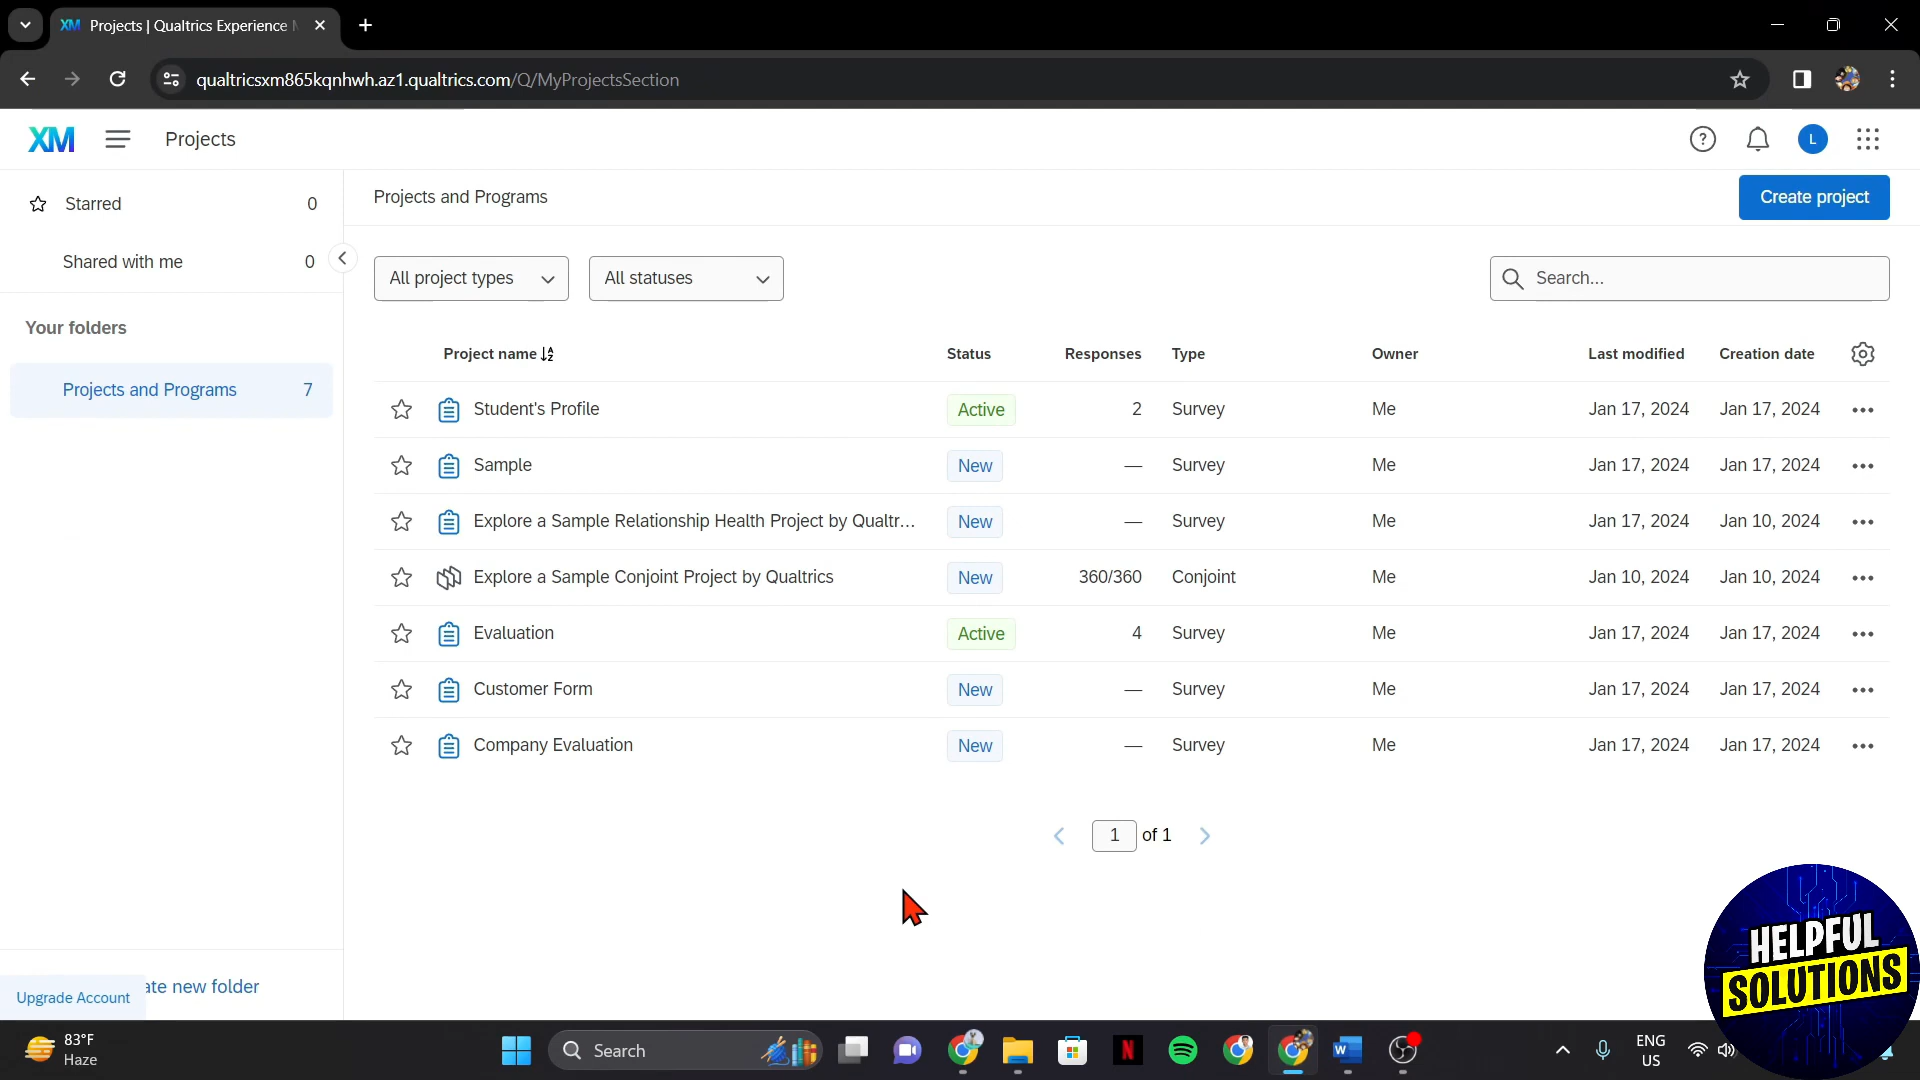 XM Projects | Qualtrics Experience
qualtricsxm865kqnhwh.az1.qualtrics.com/Q/MyProjectsSection
XM Projects L
Starred 0
Shared with me 0
Your folders
Projects and Programs 7
Projects and Programs
Create project
All project types All statuses Search...
Project name Status Responses Type Owner Last modified Creation date
Student's Profile Active 2 Survey Me Jan 17, 2024 Jan 17, 2024
Sample New — Survey Me Jan 17, 2024 Jan 17, 2024
Explore a Sample Relationship Health Project by Qualtr... New — Survey Me Jan 17, 2024 Jan 10, 2024
Explore a Sample Conjoint Project by Qualtrics New 360/360 Conjoint Me Jan 10, 2024 Jan 10, 2024
Evaluation Active 4 Survey Me Jan 17, 2024 Jan 17, 2024
Customer Form New — Survey Me Jan 17, 2024 Jan 17, 2024
Company Evaluation New — Survey Me Jan 17, 2024 Jan 17, 2024
1 of 1
ate new folder
Upgrade Account
HELPFUL
SOLUTIONS
83°F
Haze
Search
ENG
US